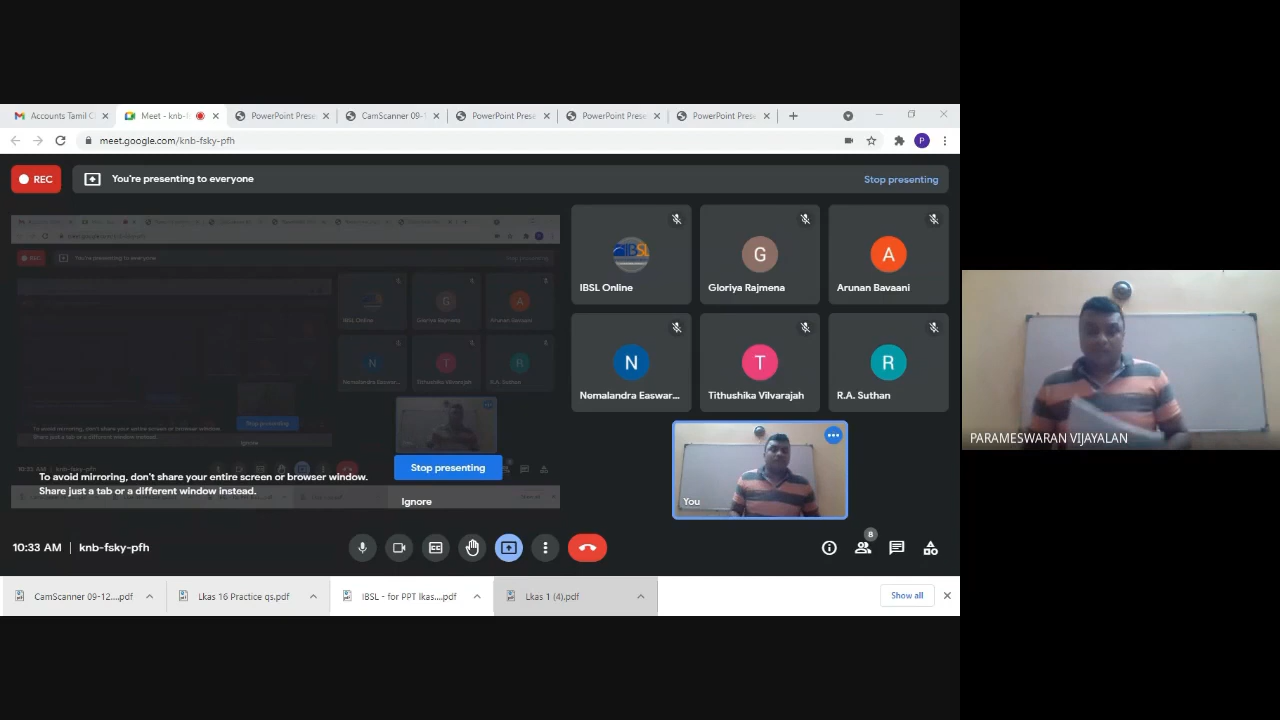 Accounts Tamil C
Meet - knb-f
PowerPoint Prese
CamScanner 09-1
PowerPoint Prese
PowerPoint Prese
PowerPoint Prese
meet.google.com/knb-fsky-pfh
P
REC
You're presenting to everyone
Stop presenting
IBSL
G
A
IBSL Online
Gloriya Rajmena
Arunan Bavaani
N
T
R
Nemalandra Easwar...
Tithushika Vilvarajah
R.A. Suthan
You
PARAMESWARAN VIJAYALAN
To avoid mirroring, don't share your entire screen or browser window.
Share just a tab or a different window instead.
Stop presenting
Ignore
10:33 AM | knb-fsky-pfh
8
CamScanner 09-12....pdf
Lkas 16 Practice qs.pdf
IBSL - for PPT lkas....pdf
Lkas 1 (4).pdf
Show all